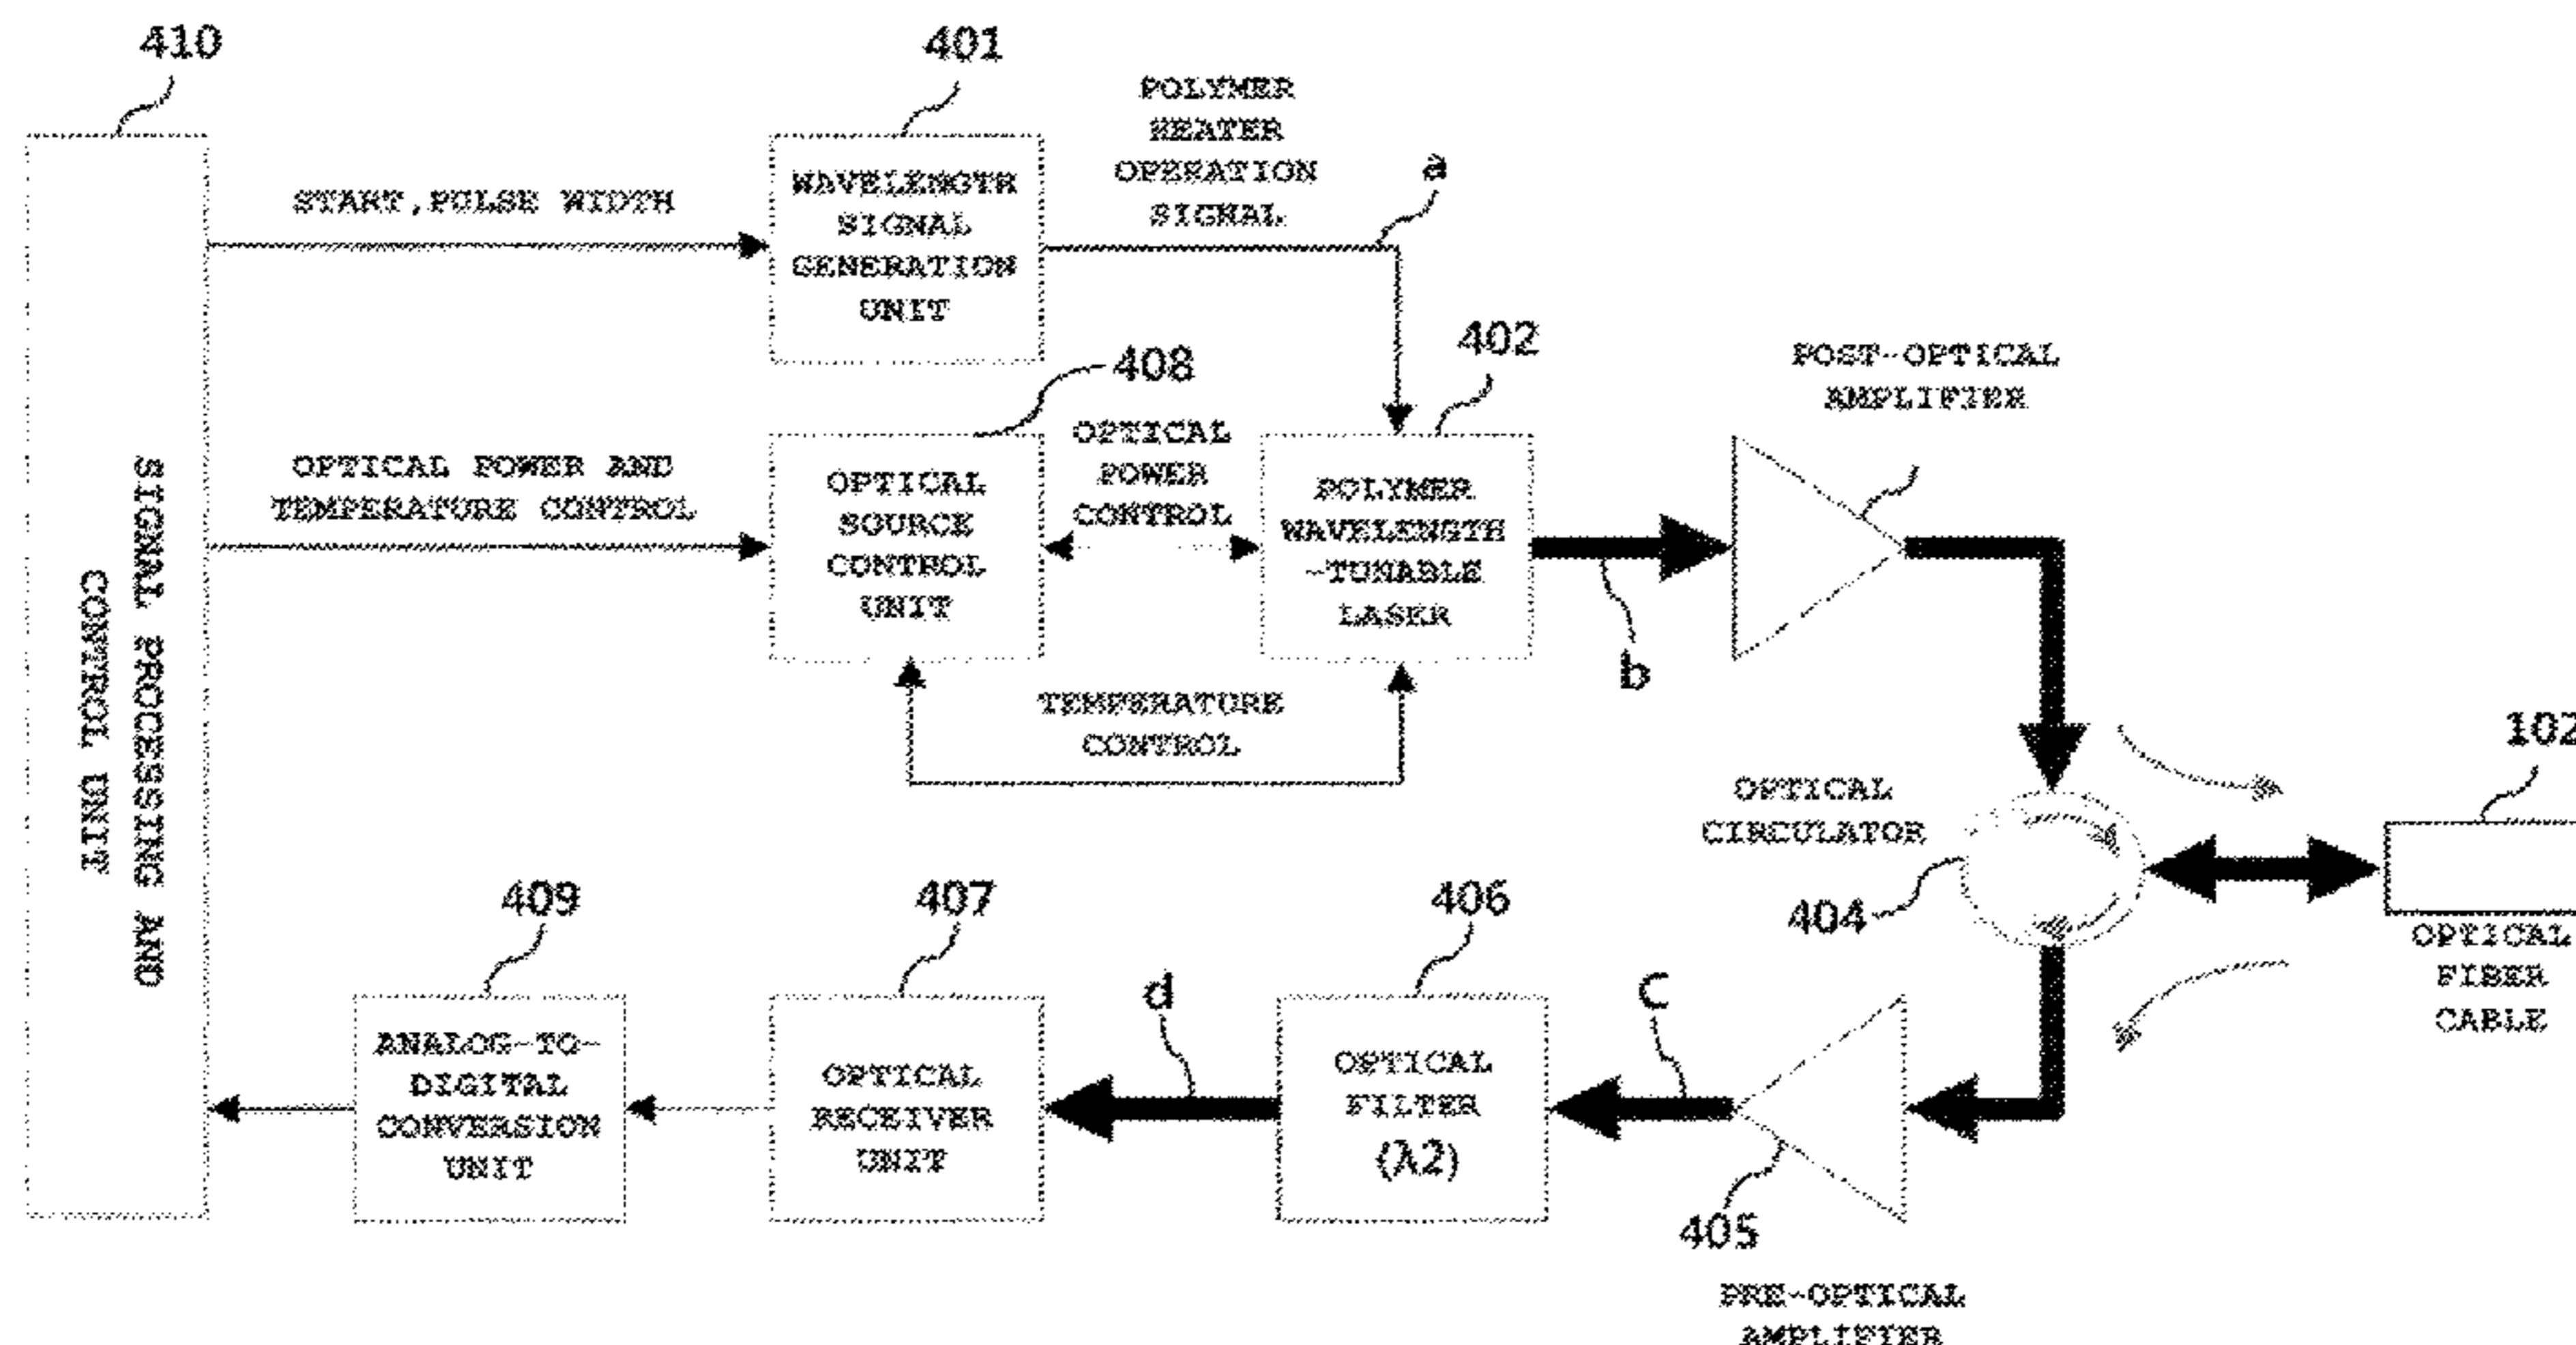 410
401
POLYMER
HEATER
OPERATION
SIGNAL
a
START,PULSE WIDTH
WAVELENGTH
SIGNAL
GENERATION
UNIT
408
402
POST-OPTICAL
AMPLIFIER
OPTICAL POWER AND
TEMPERATURE CONTROL
OPTICAL
SOURCE
CONTROL
UNIT
OPTICAL
POWER
CONTROL
POLYMER
WAVELENGTH
-TUNABLE
LASER
b
TEMPERATURE
CONTROL
SIGNAL PROCESSING AND
CONTROL UNIT
102
OPTICAL
CIRCULATOR
404
OPTICAL
FIBER
CABLE
409
407
406
d
C
ANALOG-TO-
DIGITAL
CONVERSION
UNIT
OPTICAL
RECEIVER
UNIT
OPTICAL
FILTER
(λ2)
405
PRE-OPTICAL
AMPLIFIER